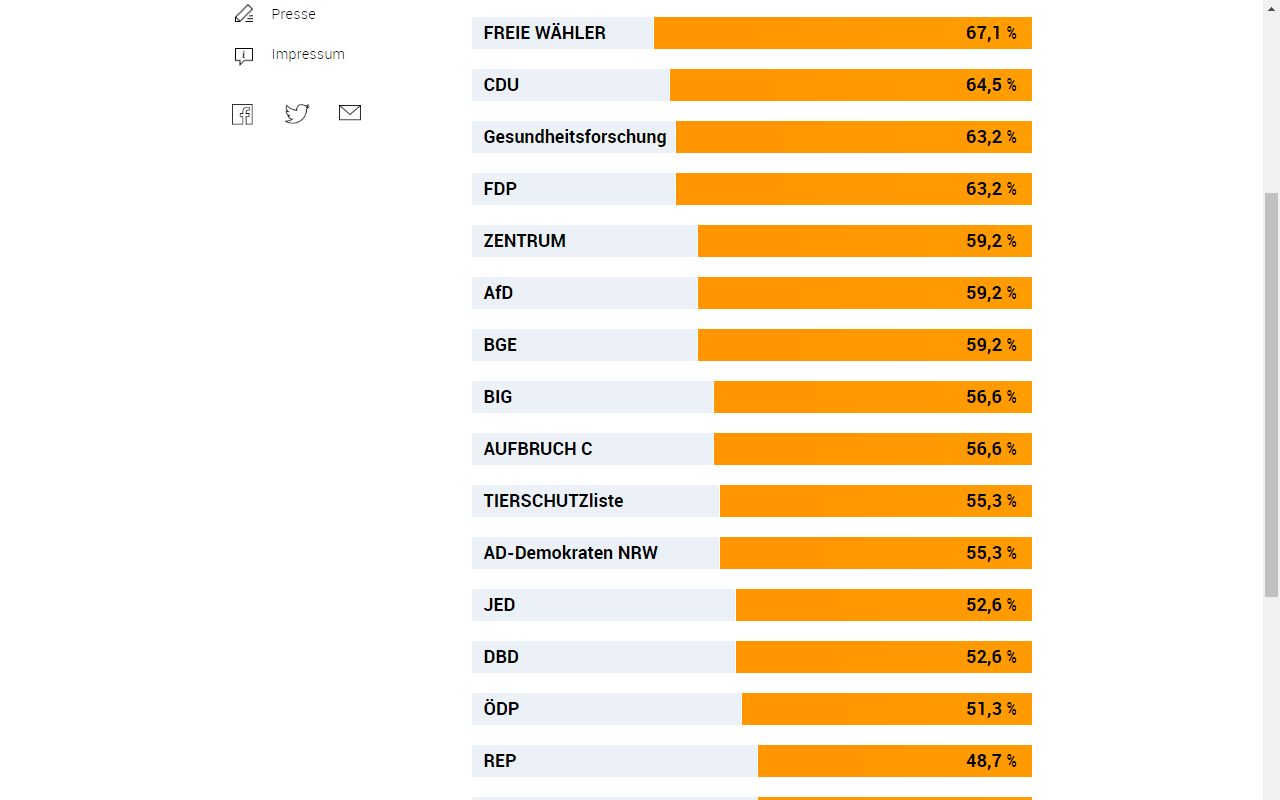 Presse
Impressum
FREIE WÄHLER 67,1 %
CDU 64,5 %
Gesundheitsforschung 63,2 %
FDP 63,2 %
ZENTRUM 59,2 %
AfD 59,2 %
BGE 59,2 %
BIG 56,6 %
AUFBRUCH C 56,6 %
TIERSCHUTZliste 55,3 %
AD-Demokraten NRW 55,3 %
JED 52,6 %
DBD 52,6 %
ÖDP 51,3 %
REP 48,7 %